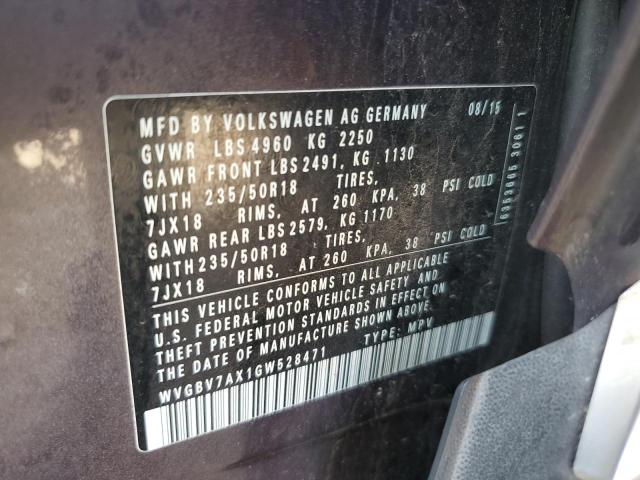 MFD BY VOLKSWAGEN AG GERMANY 08/15
GVWR LBS 4960 KG 2250
GAWR FRONT LBS 2491, KG 1130
WITH 235/50R18 TIRES,
7JX18 RIMS, AT 260 KPA, 38 PSI COLD
GAWR REAR LBS 2579, KG 1170
WITH 235/50R18 TIRES,
7JX18 RIMS, AT 260 KPA, 38 PSI COLD
THIS VEHICLE CONFORMS TO ALL APPLICABLE
U.S. FEDERAL MOTOR VEHICLE SAFETY AND
THEFT PREVENTION STANDARDS IN EFFECT ON
THE DATE OF MANUFACTURE SHOWN ABOVE.
WVGBV7AX1GW528471 TYPE: MPV